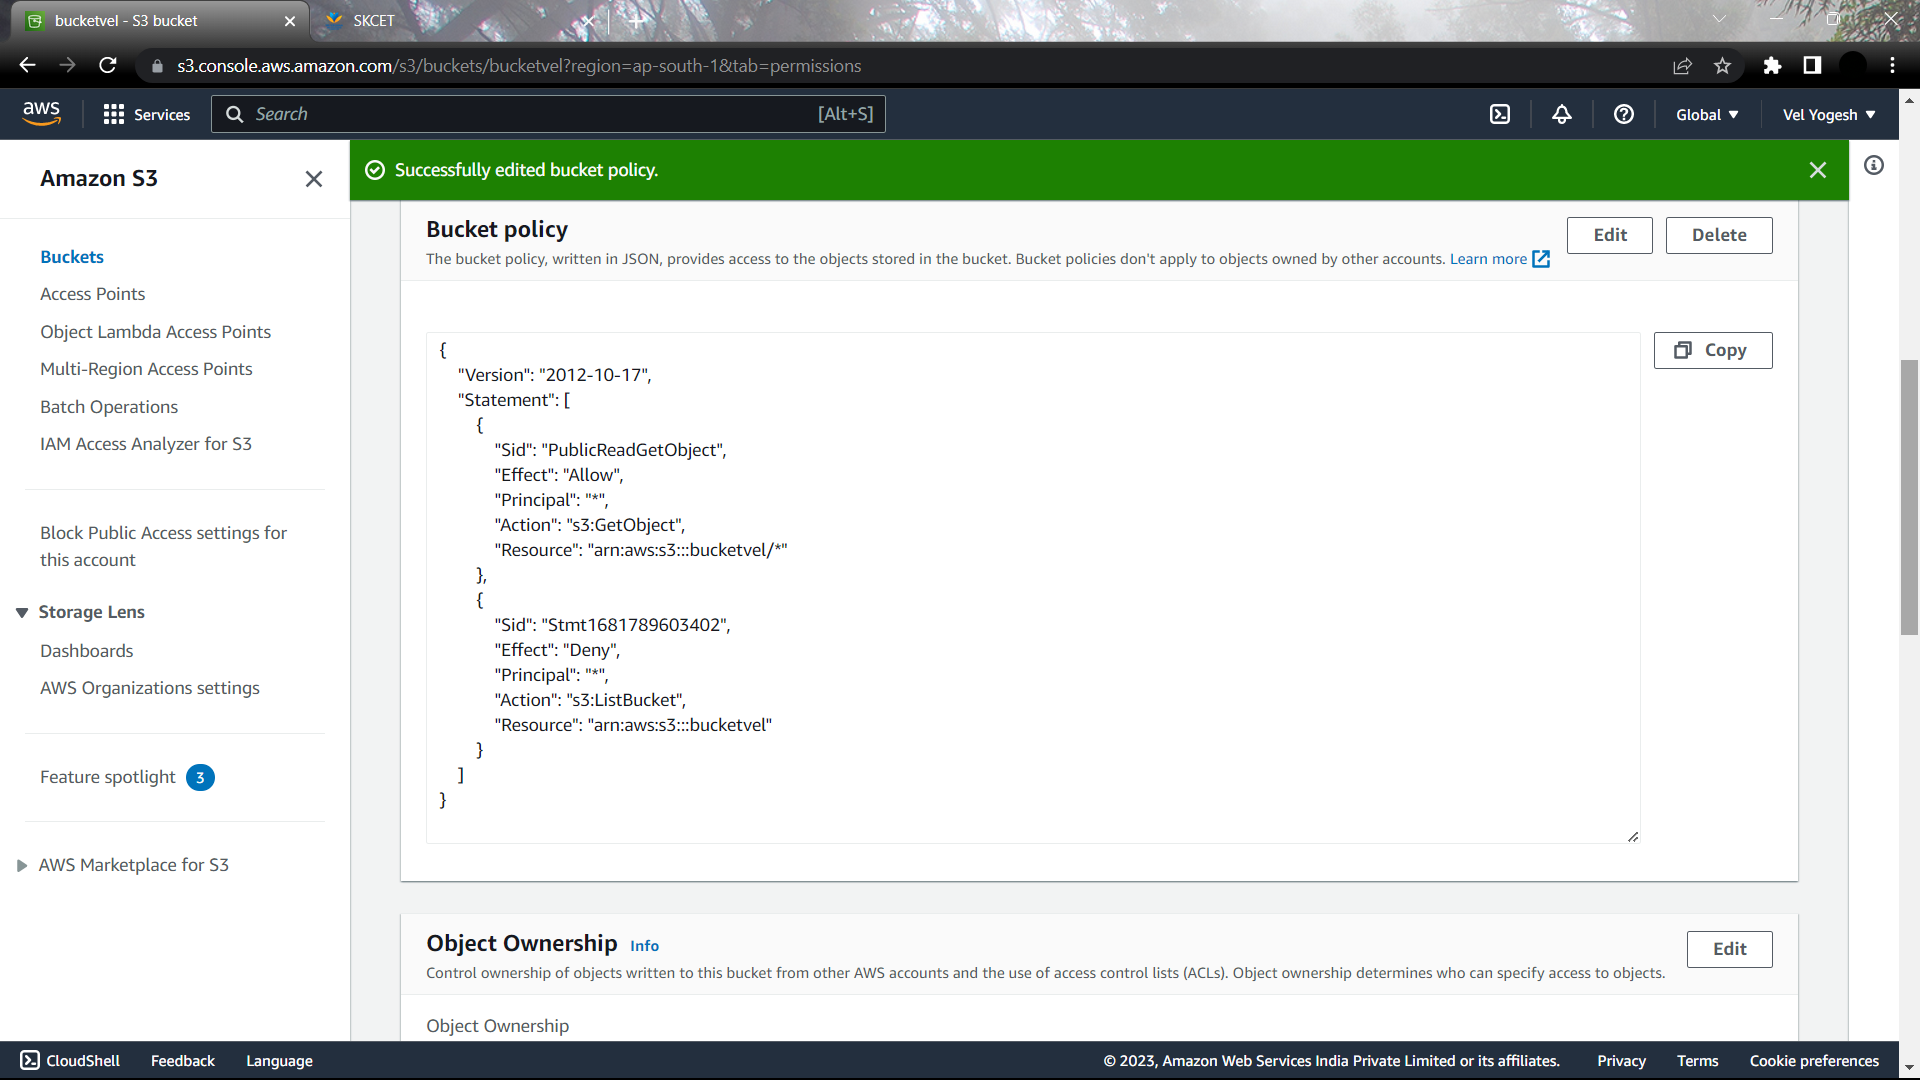 bucketvel - S3 bucket
SKCET
s3.console.aws.amazon.com/s3/buckets/bucketvel?region=ap-south-1&tab=permissions
aws
Services
Search
[Alt+S]
Global
Vel Yogesh
Amazon S3
Buckets
Access Points
Object Lambda Access Points
Multi-Region Access Points
Batch Operations
IAM Access Analyzer for S3
Block Public Access settings for
this account
Storage Lens
Dashboards
AWS Organizations settings
Feature spotlight 3
AWS Marketplace for S3
Successfully edited bucket policy.
Bucket policy
The bucket policy, written in JSON, provides access to the objects stored in the bucket. Bucket policies don't apply to objects owned by other accounts. Learn more
Edit
Delete
Copy
{
"Version": "2012-10-17",
"Statement": [
{
"Sid": "PublicReadGetObject",
"Effect": "Allow",
"Principal": "*",
"Action": "s3:GetObject",
"Resource": "arn:aws:s3:::bucketvel/*"
},
{
"Sid": "Stmt1681789603402",
"Effect": "Deny",
"Principal": "*",
"Action": "s3:ListBucket",
"Resource": "arn:aws:s3:::bucketvel"
}
]
}
Object Ownership Info
Edit
Control ownership of objects written to this bucket from other AWS accounts and the use of access control lists (ACLs). Object ownership determines who can specify access to objects.
Object Ownership
CloudShell
Feedback
Language
© 2023, Amazon Web Services India Private Limited or its affiliates.
Privacy
Terms
Cookie preferences